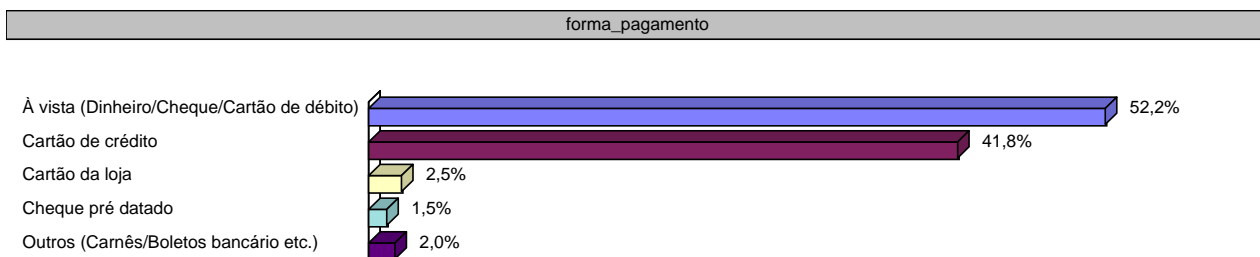 forma_pagamento
À vista (Dinheiro/Cheque/Cartão de débito) 52,2%
Cartão de crédito 41,8%
Cartão da loja 2,5%
Cheque pré datado 1,5%
Outros (Carnês/Boletos bancário etc.) 2,0%